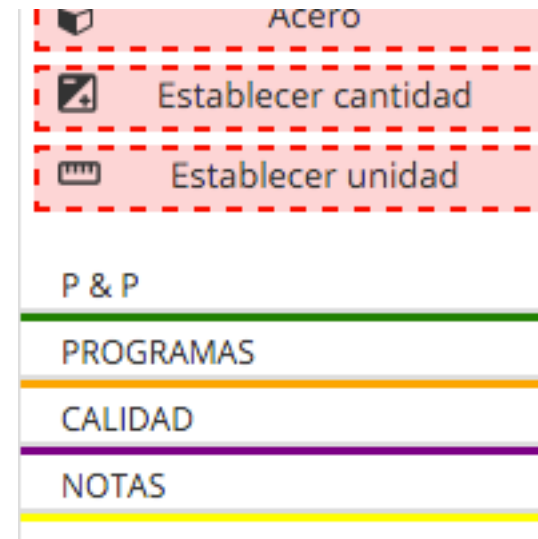 Acero
Establecer cantidad
Establecer unidad
P & P
PROGRAMAS
CALIDAD
NOTAS